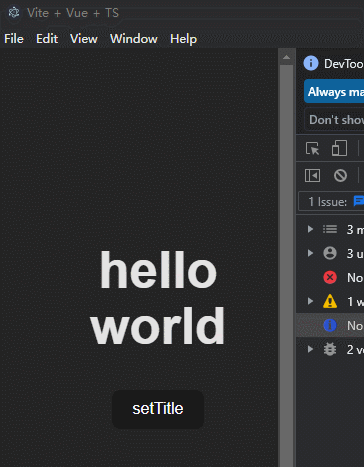 Vite + Vue + TS
File Edit View Window Help
DevToo
Always ma
Don't show
1 Issue:
3 m
3 u
No
1 w
No
2 ve
hello
world
setTitle